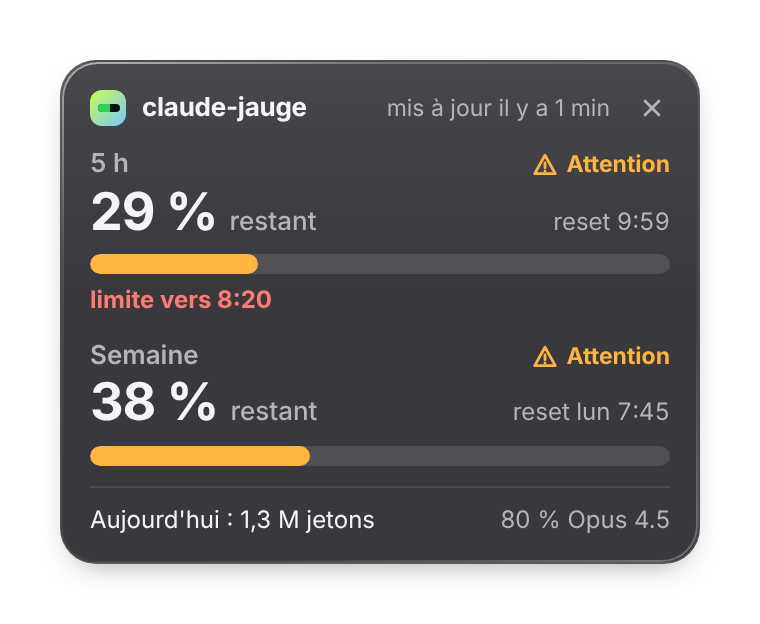 claude-jauge mis à jour il y a 1 min
5 h Attention
29 % restant reset 9:59
limite vers 8:20
Semaine Attention
38 % restant reset lun 7:45
Aujourd'hui : 1,3 M jetons 80 % Opus 4.5